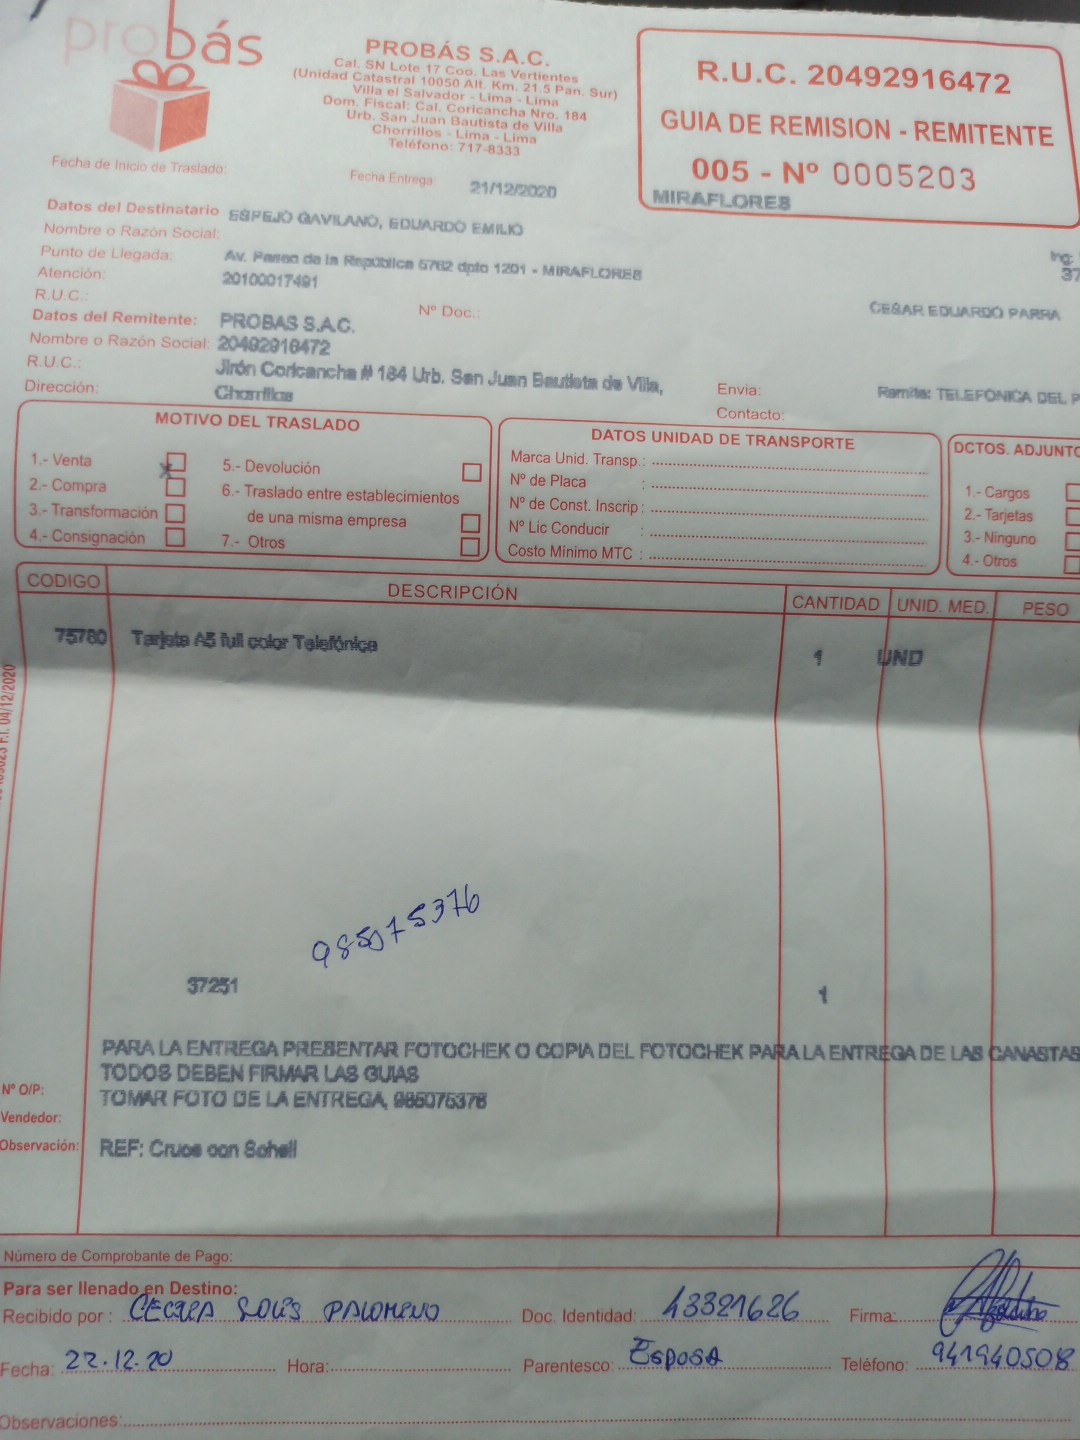 probás
PROBÁS S.A.C.
Cal. SN Lote 17 Coo. Las Vertientes
(Unidad Catastral 10050 Alt. Km. 21.5 Pan. Sur)
Villa el Salvador - Lima - Lima
Dom. Fiscal: Cal. Coricancha Nro. 184
Urb. San Juan Bautista de Villa
Chorrillos - Lima - Lima
Teléfono: 717-8333
R.U.C. 20492916472
GUIA DE REMISION - REMITENTE
005 - Nº 0005203
MIRAFLORES
Fecha de Inicio de Traslado:
Fecha Entrega: 21/12/2020
Datos del Destinatario ESPEJO GAVILANO, EDUARDO EMILIO
Nombre o Razón Social:
Punto de Llegada: Av. Paseo de la República 5762 dpto 1201 - MIRAFLORES
Ing:
Atención: 20100017491
37
R.U.C.:
Nº Doc.:
CESAR EDUARDO PARRA
Datos del Remitente: PROBAS S.A.C.
Nombre o Razón Social: 20492916472
R.U.C.: Jirón Coricancha # 184 Urb. San Juan Bautista de Villa,
Dirección: Chorrillos
Envia: Remite: TELEFONICA DEL P
Contacto:
MOTIVO DEL TRASLADO
1.- Venta x
2.- Compra
3.- Transformación
4.- Consignación
5.- Devolución
6.- Traslado entre establecimientos
de una misma empresa
7.- Otros
DATOS UNIDAD DE TRANSPORTE
Marca Unid. Transp.:
Nº de Placa :
Nº de Const. Inscrip :
Nº Lic Conducir :
Costo Minimo MTC :
DCTOS. ADJUNTO
1.- Cargos
2.- Tarjetas
3.- Ninguno
4.- Otros
CODIGO DESCRIPCIÓN CANTIDAD UNID. MED. PESO
75780 Tarjeta A5 full color Telefónica 1 UND
F.I. 04/12/2020
985075376
37251 1
PARA LA ENTREGA PRESENTAR FOTOCHEK O COPIA DEL FOTOCHEK PARA LA ENTREGA DE LAS CANASTAS
TODOS DEBEN FIRMAR LAS GUIAS
Nº O/P: TOMAR FOTO DE LA ENTREGA, 985075376
Vendedor:
Observación: REF: Cruce con Schell
Número de Comprobante de Pago:
Para ser llenado en Destino:
Recibido por : CECILIA SOLIS PALOMINO Doc. Identidad: 43321626 Firma:
Fecha: 22.12.20 Hora: Parentesco: ESPOSA Teléfono: 941940508
Observaciones: